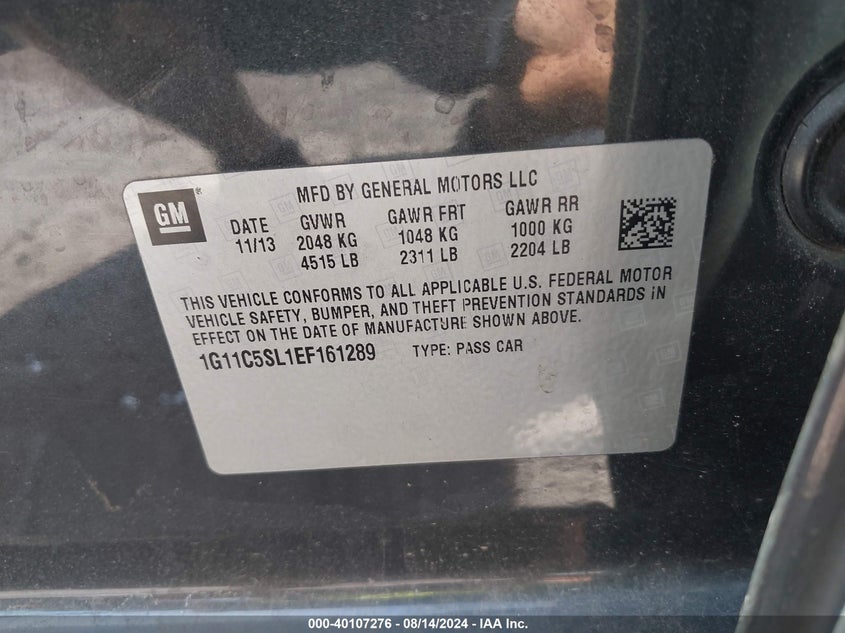 GM
MFD BY GENERAL MOTORS LLC
DATE GVWR GAWR FRT GAWR RR
11/13 2048 KG 1048 KG 1000 KG
4515 LB 2311 LB 2204 LB
THIS VEHICLE CONFORMS TO ALL APPLICABLE U.S. FEDERAL MOTOR
VEHICLE SAFETY, BUMPER, AND THEFT PREVENTION STANDARDS IN
EFFECT ON THE DATE OF MANUFACTURE SHOWN ABOVE.
1G11C5SL1EF161289 TYPE: PASS CAR
000-40107276 - 08/14/2024 - IAA Inc.